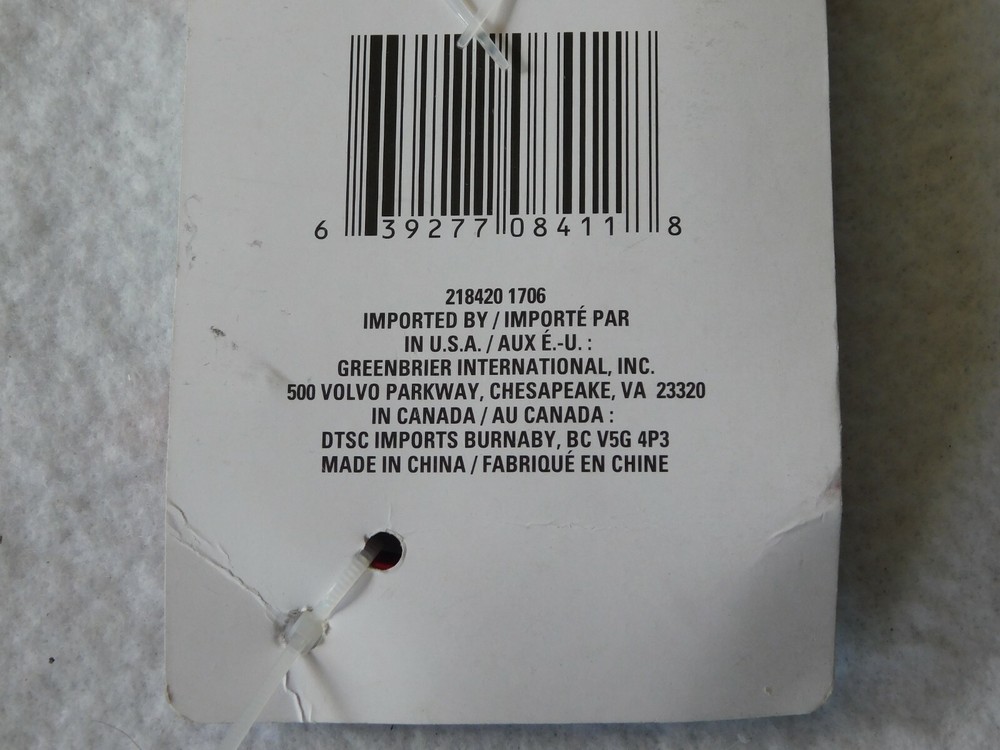 6 39277 08411 8
218420 1706
IMPORTED BY / IMPORTÉ PAR
IN U.S.A. / AUX É.-U. :
GREENBRIER INTERNATIONAL, INC.
500 VOLVO PARKWAY, CHESAPEAKE, VA 23320
IN CANADA / AU CANADA :
DTSC IMPORTS BURNABY, BC V5G 4P3
MADE IN CHINA / FABRIQUÉ EN CHINE